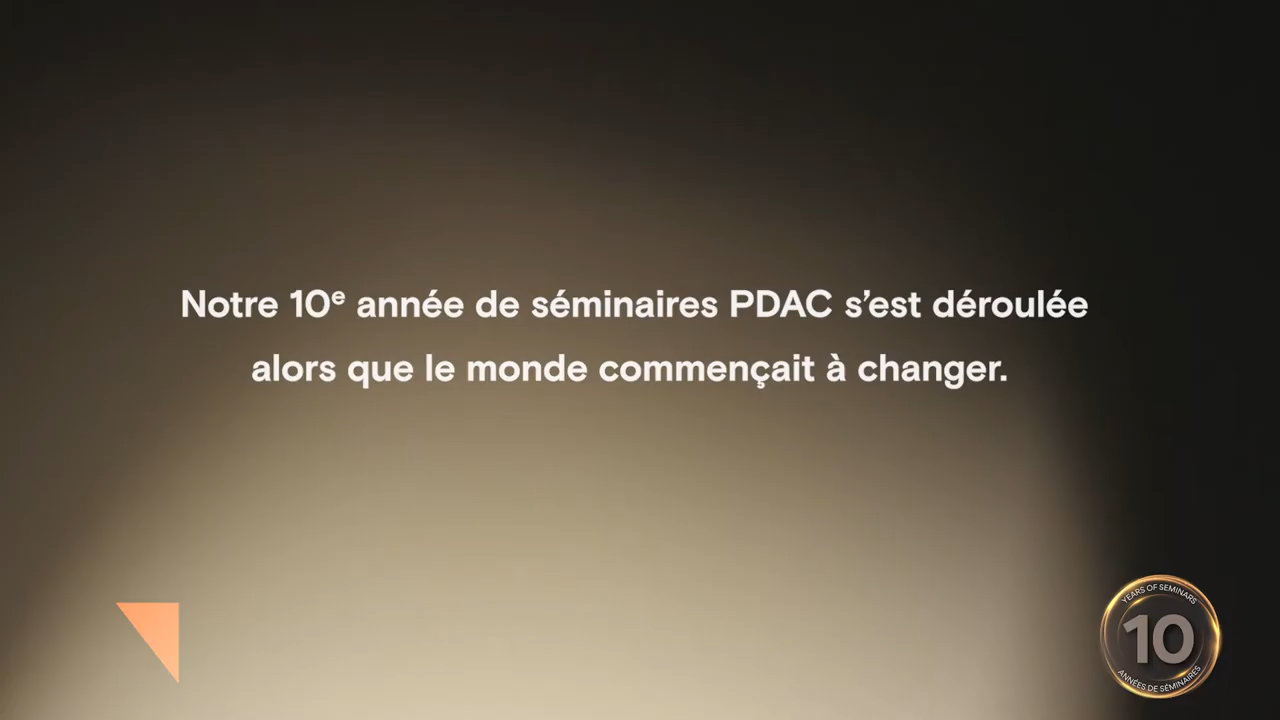 Notre 10e année de séminaires PDAC s’est déroulée
alors que le monde commençait à changer.
YEARS OF SEMINARS
10
ANNÉES DE SÉMINAIRES